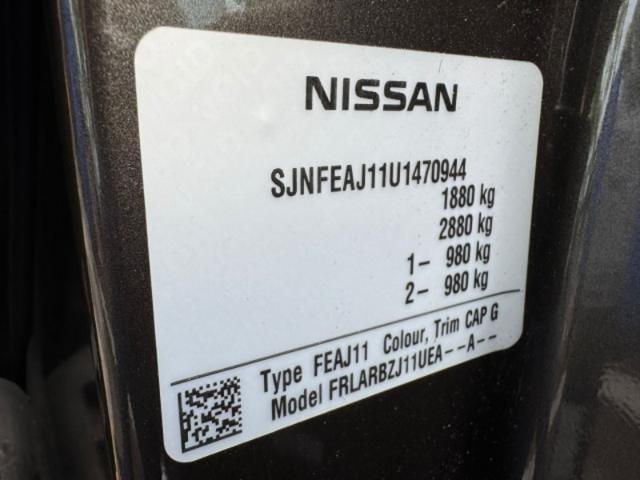 NISSAN
SJNFEAJ11U1470944
1880 kg
2880 kg
1- 980 kg
2- 980 kg
Type FEAJ11 Colour, Trim CAP G
Model FRLARBZJ11UEA--A--